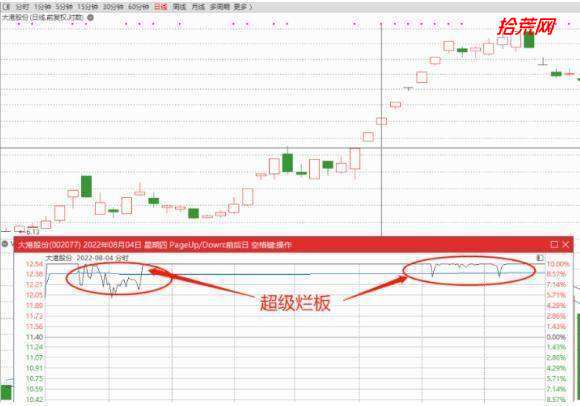 分时 1分钟 5分钟 15分钟 30分钟 60分钟 日线 周线 月线 多周期 更多》
大港股份(日线.前复权.对数)
拾荒网
6.13
大港股份(002077) 2022年08月04日 星期四 PageUp/Down:前后日 空格键:操作
大港股份 2022-08-04 分时
12.54 10.00%
12.38 8.57%
12.21 7.14%
12.05 5.71%
11.89 4.29%
11.73 2.86%
11.56 1.43%
11.40 0.00%
11.24 1.43%
11.07 2.86%
10.91 4.29%
10.75 5.71%
10.59 7.14%
10.42 8.57%
超级烂板